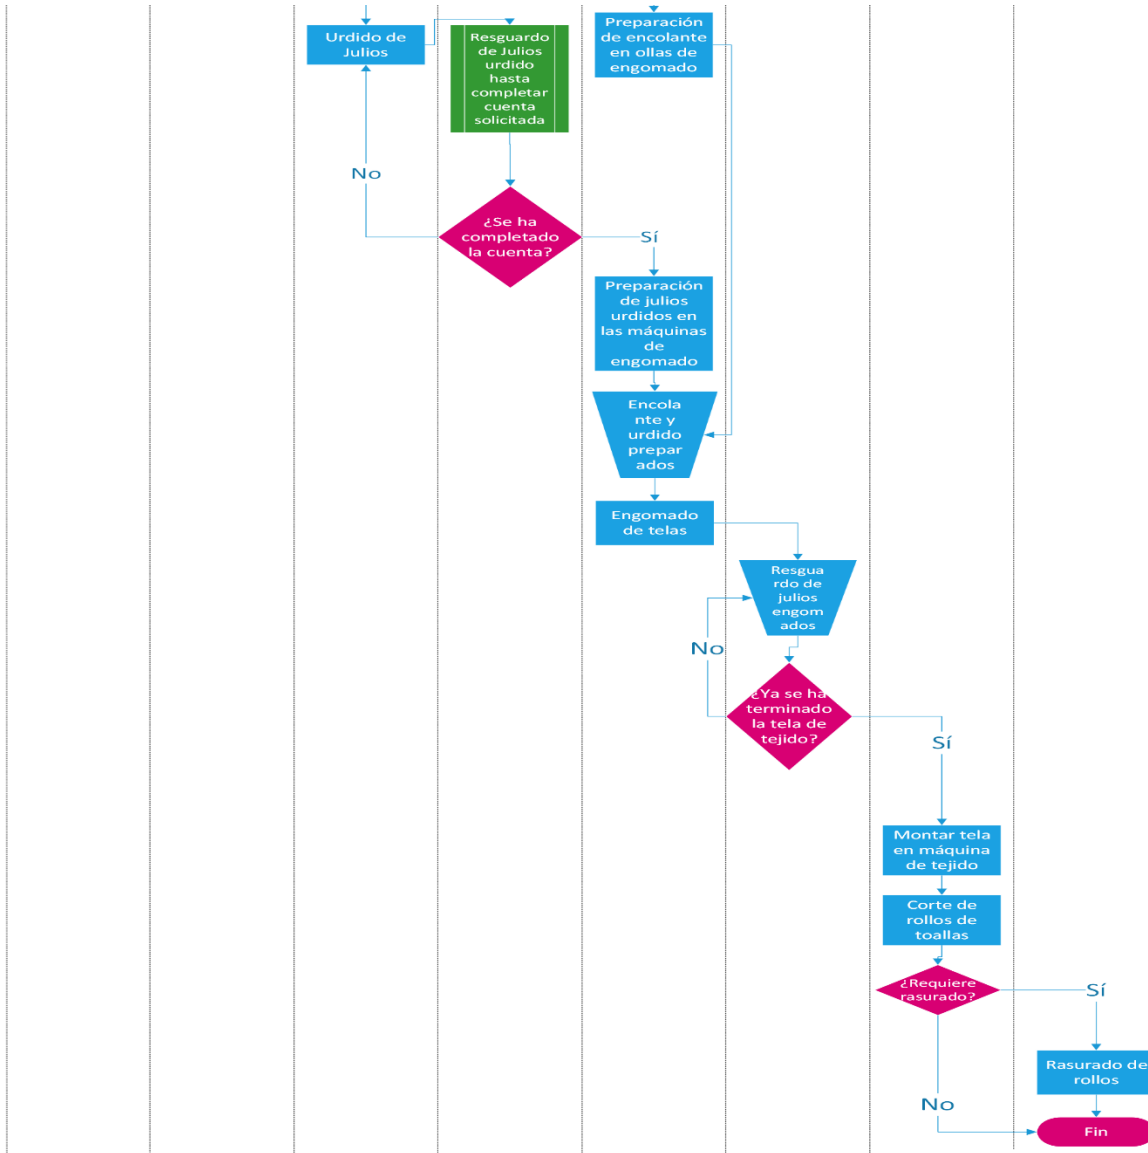 Urdido de
Julios
Resguardo
de Julios
urdido
hasta
completar
cuenta
solicitada
Preparación
de encolante
en ollas de
engomado
No
¿Se ha
completado
la cuenta?
Sí
Preparación
de julios
urdidos en
las máquinas
de
engomado
Encola
nte y
urdido
prepar
ados
Engomado
de telas
Resgua
rdo de
julios
engom
ados
No
¿Ya se ha
terminado
la tela de
tejido?
Sí
Montar tela
en máquina
de tejido
Corte de
rollos de
toallas
¿Requiere
rasurado?
Sí
Rasurado de
rollos
No
Fin